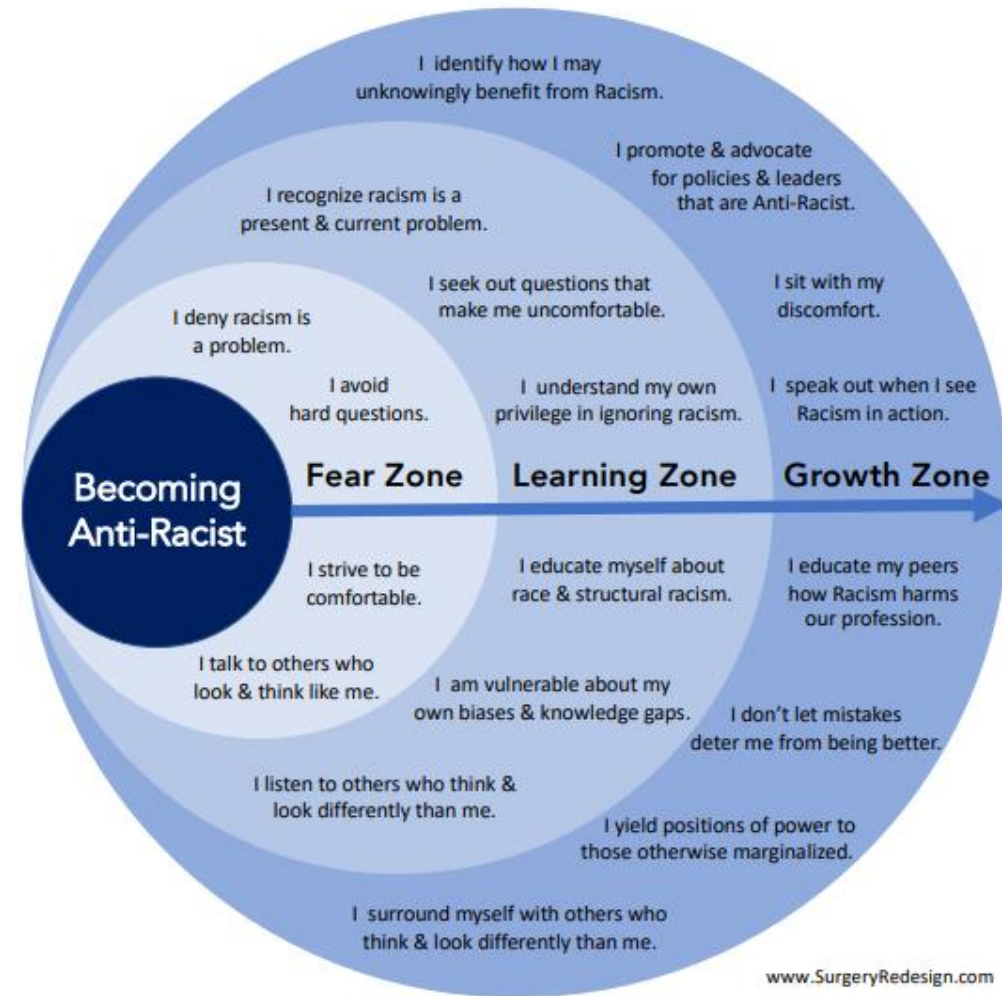 I identify how I may
unknowingly benefit from Racism.
I promote & advocate
for policies & leaders
that are Anti-Racist.
I recognize racism is a
present & current problem.
I seek out questions that
make me uncomfortable.
I sit with my
discomfort.
I deny racism is
a problem.
I avoid
hard questions.
I understand my own
privilege in ignoring racism.
I speak out when I see
Racism in action.
Becoming
Anti-Racist
Fear Zone
Learning Zone
Growth Zone
I strive to be
comfortable.
I educate myself about
race & structural racism.
I educate my peers
how Racism harms
our profession.
I talk to others who
look & think like me.
I am vulnerable about my
own biases & knowledge gaps.
I don't let mistakes
deter me from being better.
I listen to others who think &
look differently than me.
I yield positions of power to
those otherwise marginalized.
I surround myself with others who
think & look differently than me.
www.SurgeryRedesign.com